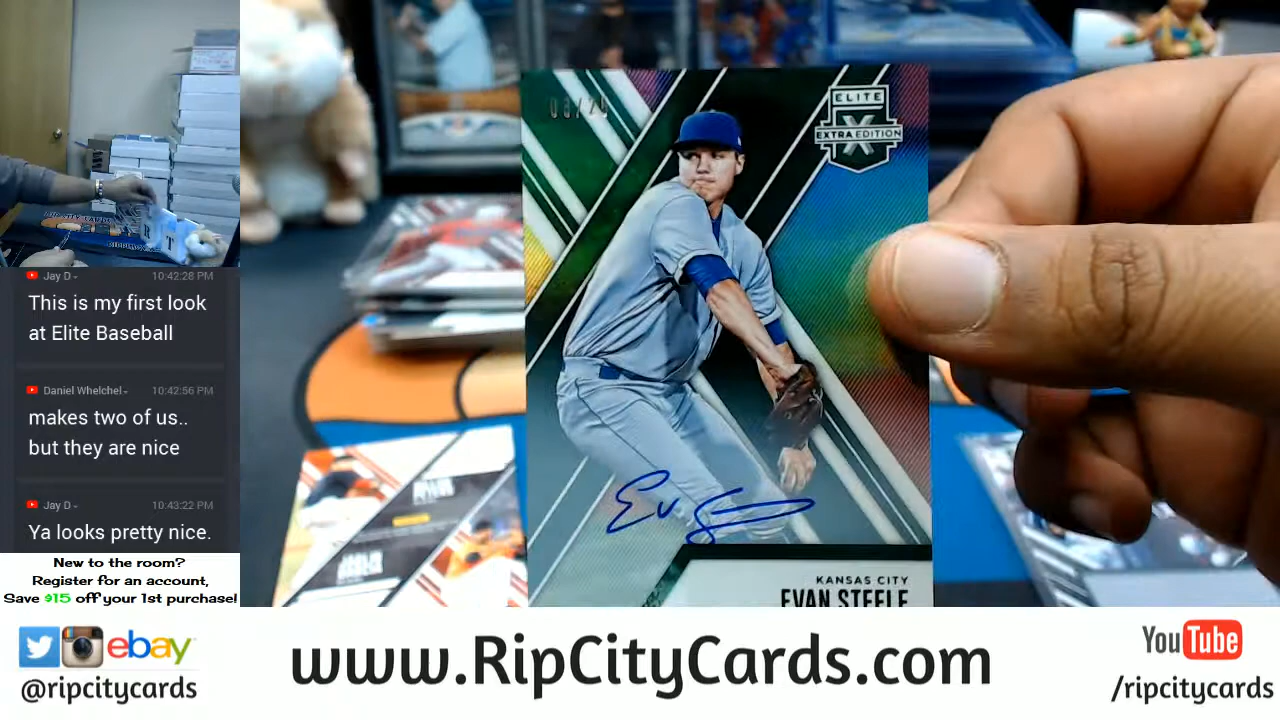 Jay D
10:42:28 PM
This is my first look
at Elite Baseball
Daniel Whelchel
10:42:56 PM
makes two of us..
but they are nice
Jay D
10:43:22 PM
Ya looks pretty nice.
New to the room?
Register for an account,
Save $15 off your 1st purchase!
ELITE
X
EXTRA EDITION
KANSAS CITY
EVAN STEELE
ebay
@ripcitycards
www.RipCityCards.com
YouTube
/ripcitycards